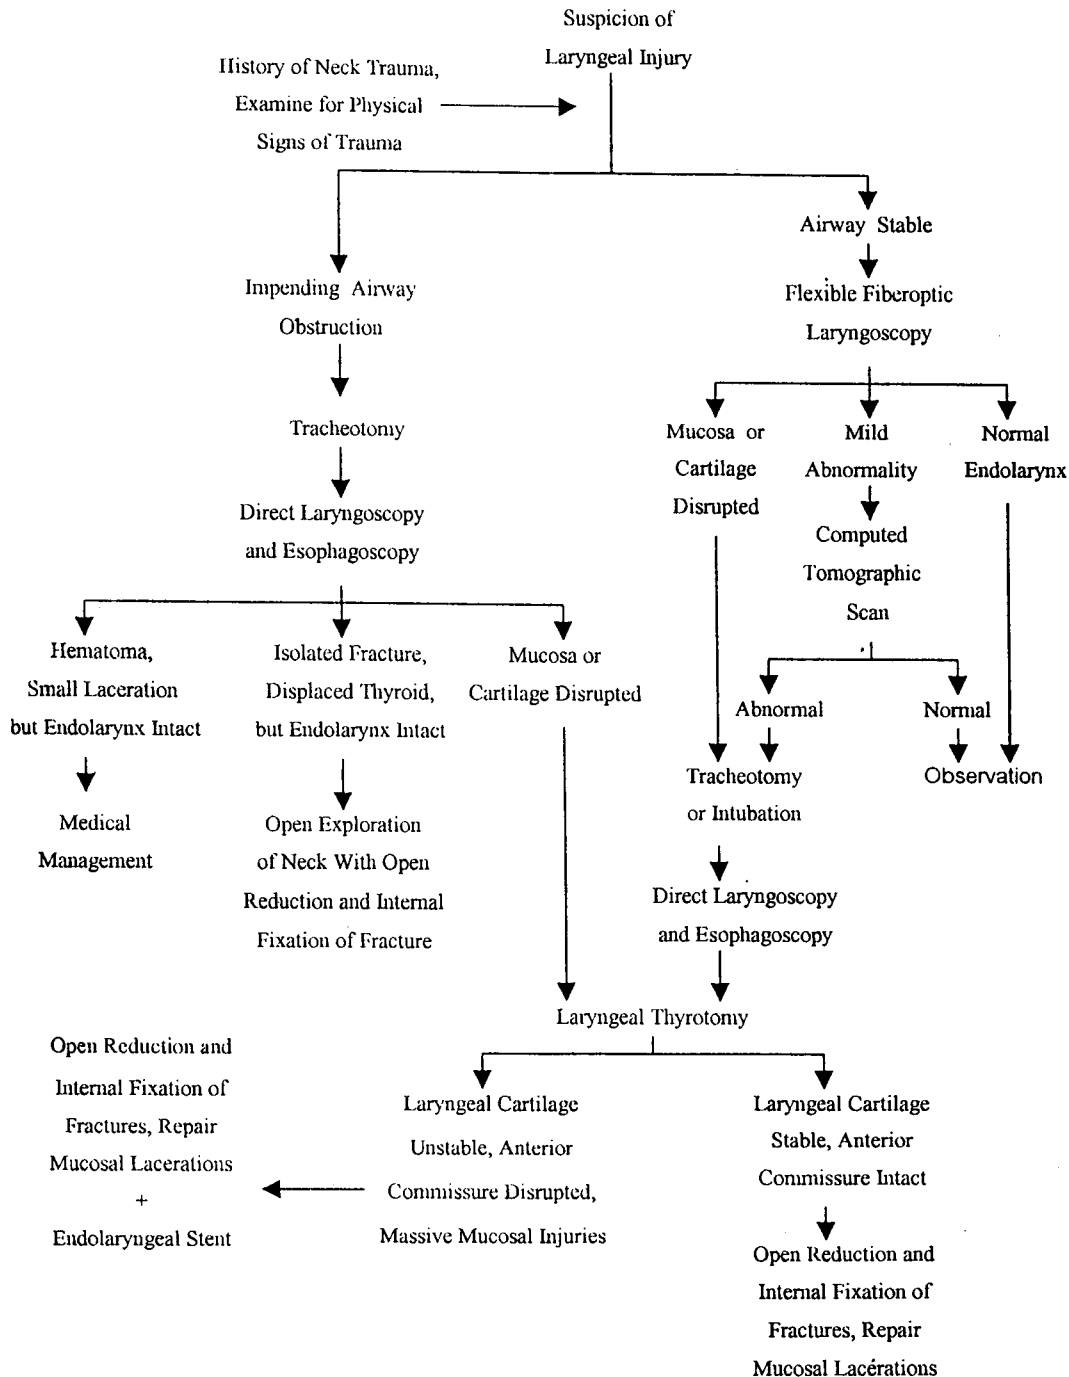 Suspicion of
Laryngeal Injury
History of Neck Trauma,
Examine for Physical
Signs of Trauma
Airway Stable
Impending Airway
Obstruction
Flexible Fiberoptic
Laryngoscopy
Tracheotomy
Mucosa or
Cartilage
Disrupted
Mild
Abnormality
Normal
Endolarynx
Direct Laryngoscopy
and Esophagoscopy
Computed
Tomographic
Scan
Hematoma,
Small Laceration
but Endolarynx Intact
Isolated Fracture,
Displaced Thyroid,
but Endolarynx Intact
Mucosa or
Cartilage Disrupted
Abnormal
Normal
Tracheotomy
or Intubation
Observation
Medical
Management
Open Exploration
of Neck With Open
Reduction and Internal
Fixation of Fracture
Direct Laryngoscopy
and Esophagoscopy
Laryngeal Thyrotomy
Open Reduction and
Internal Fixation of
Fractures, Repair
Mucosal Lacerations
+
Endolaryngeal Stent
Laryngeal Cartilage
Unstable, Anterior
Commissure Disrupted,
Massive Mucosal Injuries
Laryngeal Cartilage
Stable, Anterior
Commissure Intact
Open Reduction and
Internal Fixation of
Fractures, Repair
Mucosal Lacérations